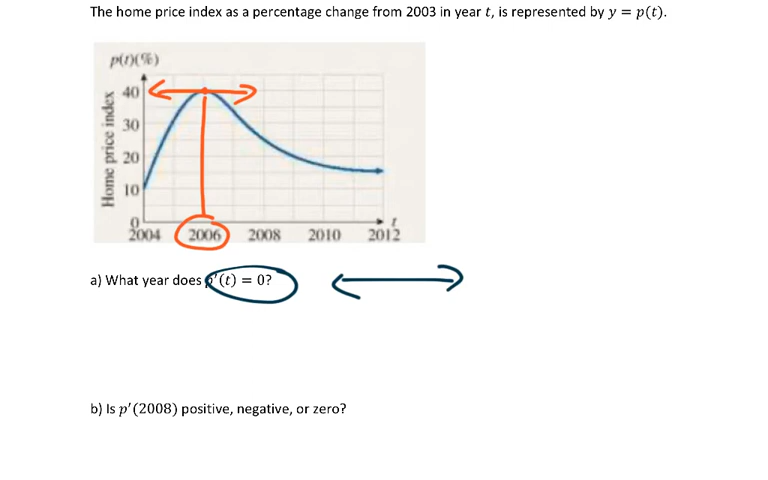 The home price index as a percentage change from 2003 in year t, is represented by y = p(t).
p(t)(%)
Home price index
40
30
20
10
0
t
2004 2006 2008 2010 2012
a) What year does p'(t) = 0?
b) Is p'(2008) positive, negative, or zero?